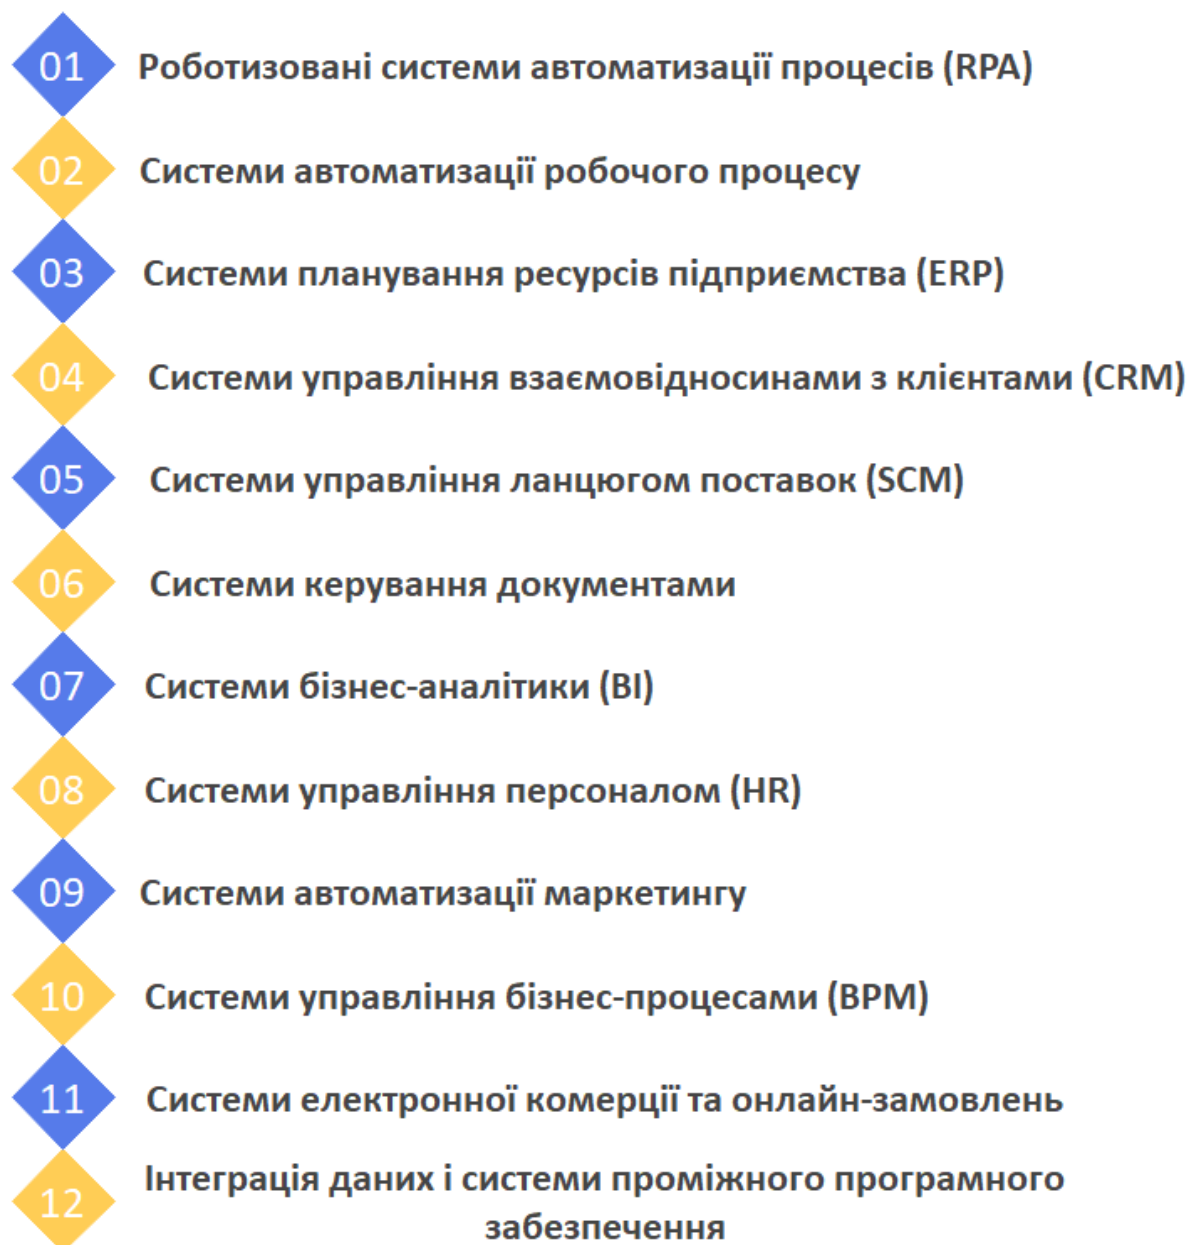 01 Роботизовані системи автоматизації процесів (RPA)
02 Системи автоматизації робочого процесу
03 Системи планування ресурсів підприємства (ERP)
04 Системи управління взаємовідносинами з клієнтами (CRM)
05 Системи управління ланцюгом поставок (SCM)
06 Системи керування документами
07 Системи бізнес-аналітики (BI)
08 Системи управління персоналом (HR)
09 Системи автоматизації маркетингу
10 Системи управління бізнес-процесами (BPM)
11 Системи електронної комерції та онлайн-замовлень
12 Інтеграція даних і системи проміжного програмного
забезпечення